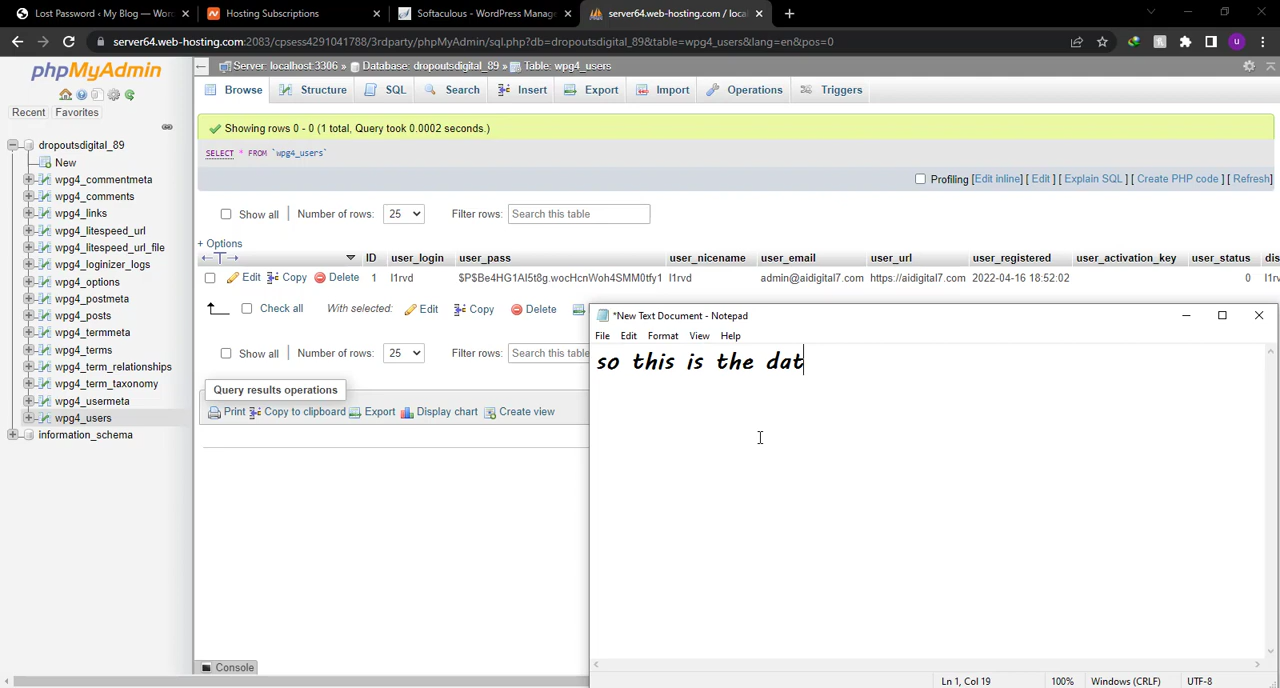 Lost Password ‹ My Blog — Wor
Hosting Subscriptions
Softaculous - WordPress Manage
server64.web-hosting.com / local
server64.web-hosting.com:2083/cpsess4291041788/3rdparty/phpMyAdmin/sql.php?db=dropoutsdigital_89&table=wpg4_users&lang=en&pos=0
phpMyAdmin
Recent Favorites
dropoutsdigital_89
New
wpg4_commentmeta
wpg4_comments
wpg4_links
wpg4_litespeed_url
wpg4_litespeed_url_file
wpg4_loginizer_logs
wpg4_options
wpg4_postmeta
wpg4_posts
wpg4_termmeta
wpg4_terms
wpg4_term_relationships
wpg4_term_taxonomy
wpg4_usermeta
wpg4_users
information_schema
Server: localhost:3306 » Database: dropoutsdigital_89 » Table: wpg4_users
Browse Structure SQL Search Insert Export Import Operations Triggers
Showing rows 0 - 0 (1 total, Query took 0.0002 seconds.)
SELECT * FROM `wpg4_users`
Profiling [Edit inline] [ Edit ] [ Explain SQL ] [ Create PHP code ] [ Refresh]
Show all Number of rows: 25 Filter rows: Search this table
+ Options
ID user_login user_pass user_nicename user_email user_url user_registered user_activation_key user_status dis
Edit Copy Delete 1 l1rvd $P$Be4HG1AI5t8g.wocHcnWoh4SMM0tfy1 l1rvd admin@aidigital7.com https://aidigital7.com 2022-04-16 18:52:02 0 l1rv
Check all With selected: Edit Copy Delete
Show all Number of rows: 25 Filter rows: Search this table
Query results operations
Print Copy to clipboard Export Display chart Create view
Console
*New Text Document - Notepad
File Edit Format View Help
so this is the dat
Ln 1, Col 19 100% Windows (CRLF) UTF-8